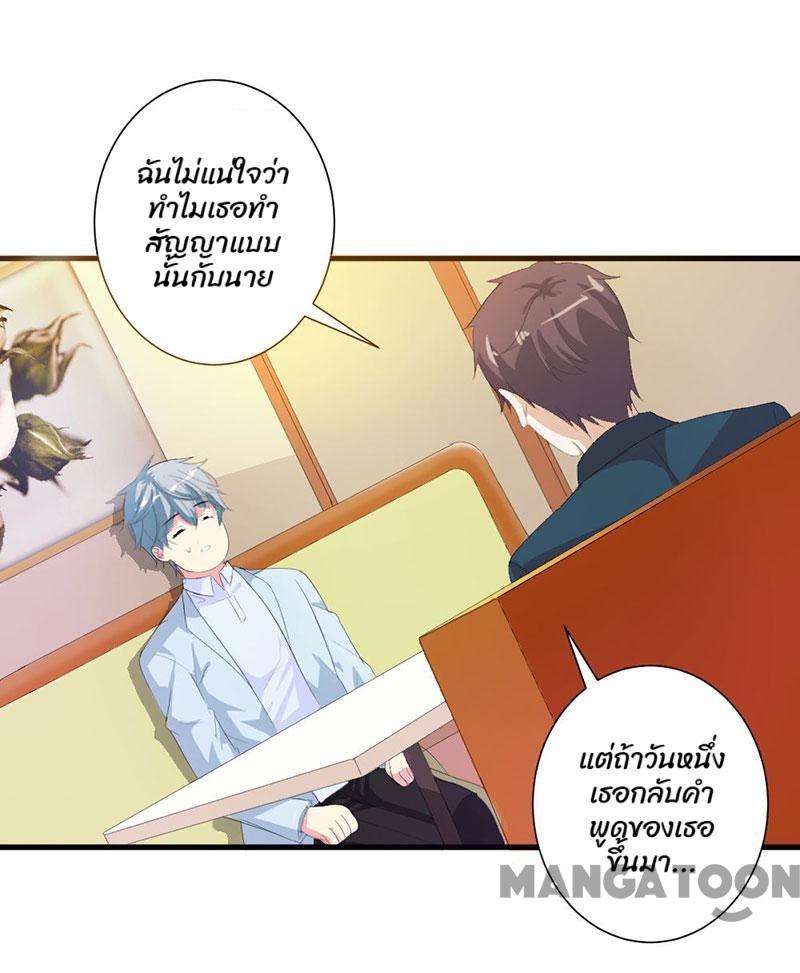 ฉันไม่แน่ใจว่า
ทำไมเธอทำ
สัญญาแบบ
นั้นกับนาย
แต่ถ้าวันหนึ่ง
เธอกลับคำ
พูดของเธอ
ขึ้นมา...
MANGATOON